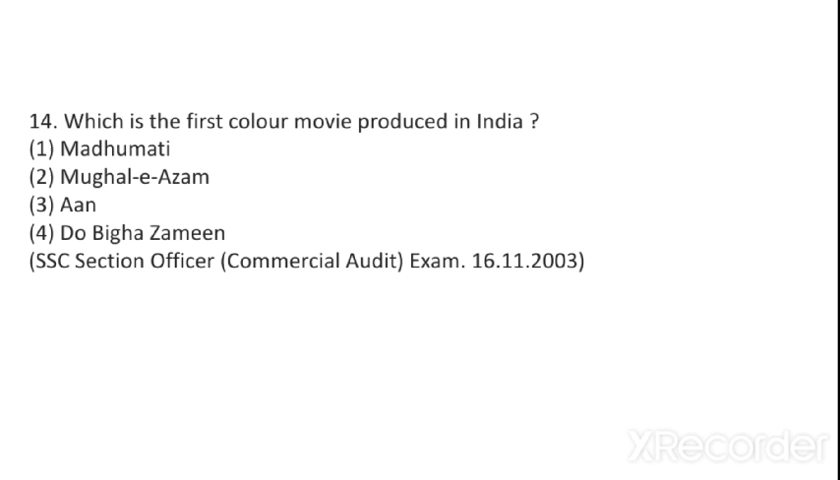 14. Which is the first colour movie produced in India ?
(1) Madhumati
(2) Mughal-e-Azam
(3) Aan
(4) Do Bigha Zameen
(SSC Section Officer (Commercial Audit) Exam. 16.11.2003)
XRecorder